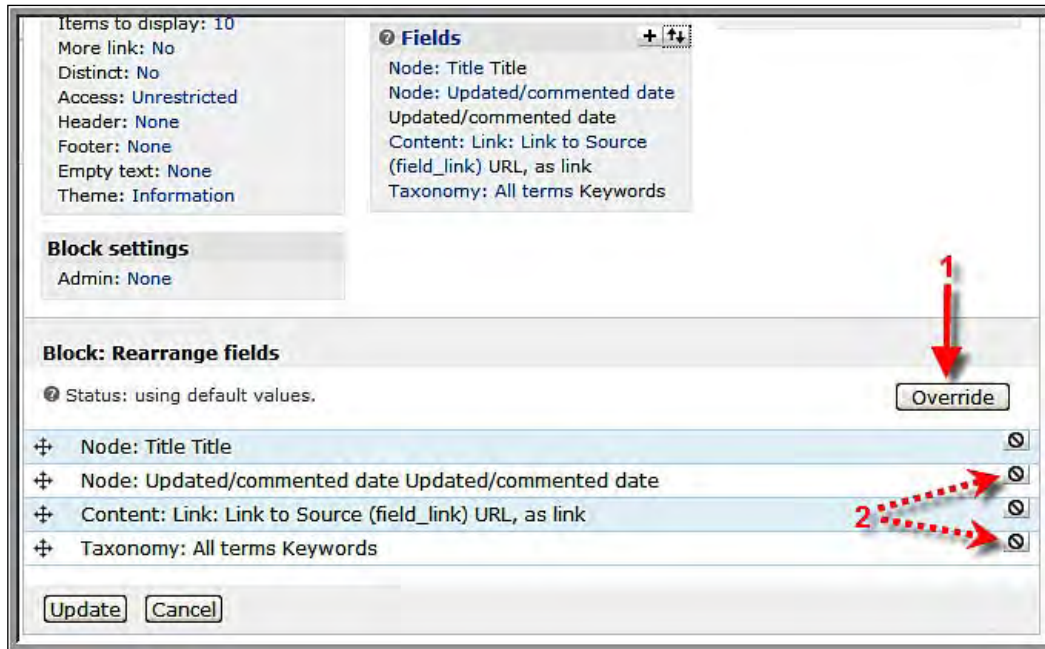 Items to display: 10
More link: No
Distinct: No
Access: Unrestricted
Header: None
Footer: None
Empty text: None
Theme: Information
Block settings
Admin: None
Fields
Node: Title Title
Node: Updated/commented date
Updated/commented date
Content: Link: Link to Source
(field_link) URL, as link
Taxonomy: All terms Keywords
1
Block: Rearrange fields
Status: using default values.
Override
Node: Title Title
Node: Updated/commented date Updated/commented date
Content: Link: Link to Source (field_link) URL, as link
2
Taxonomy: All terms Keywords
Update Cancel